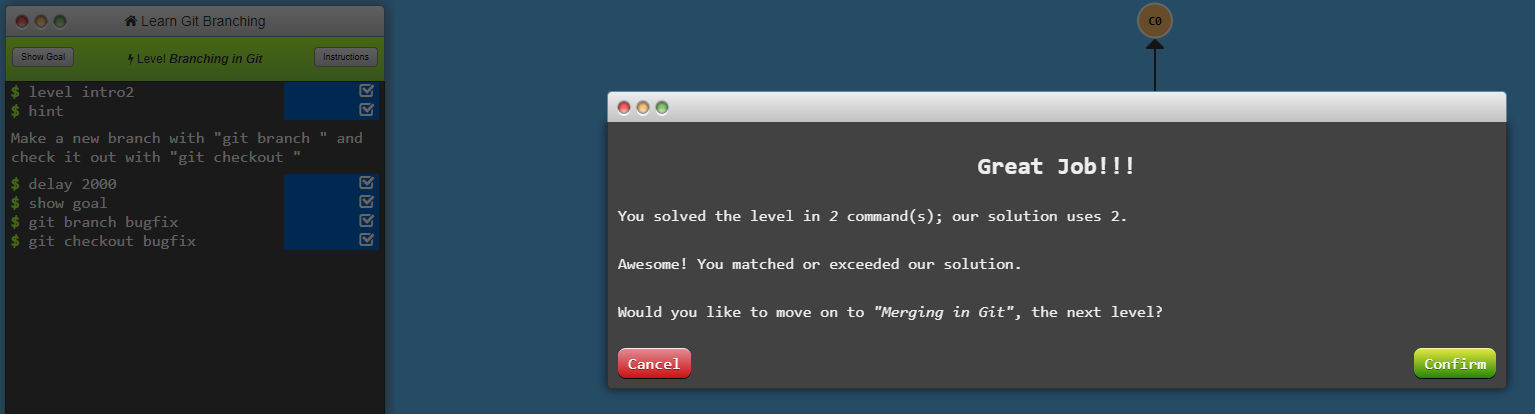 Learn Git Branching
Show Goal
Level Branching in Git
Instructions
$ level intro2
$ hint
Make a new branch with "git branch " and
check it out with "git checkout "
$ delay 2000
$ show goal
$ git branch bugfix
$ git checkout bugfix
C0
Great Job!!!
You solved the level in 2 command(s); our solution uses 2.
Awesome! You matched or exceeded our solution.
Would you like to move on to "Merging in Git", the next level?
Cancel
Confirm